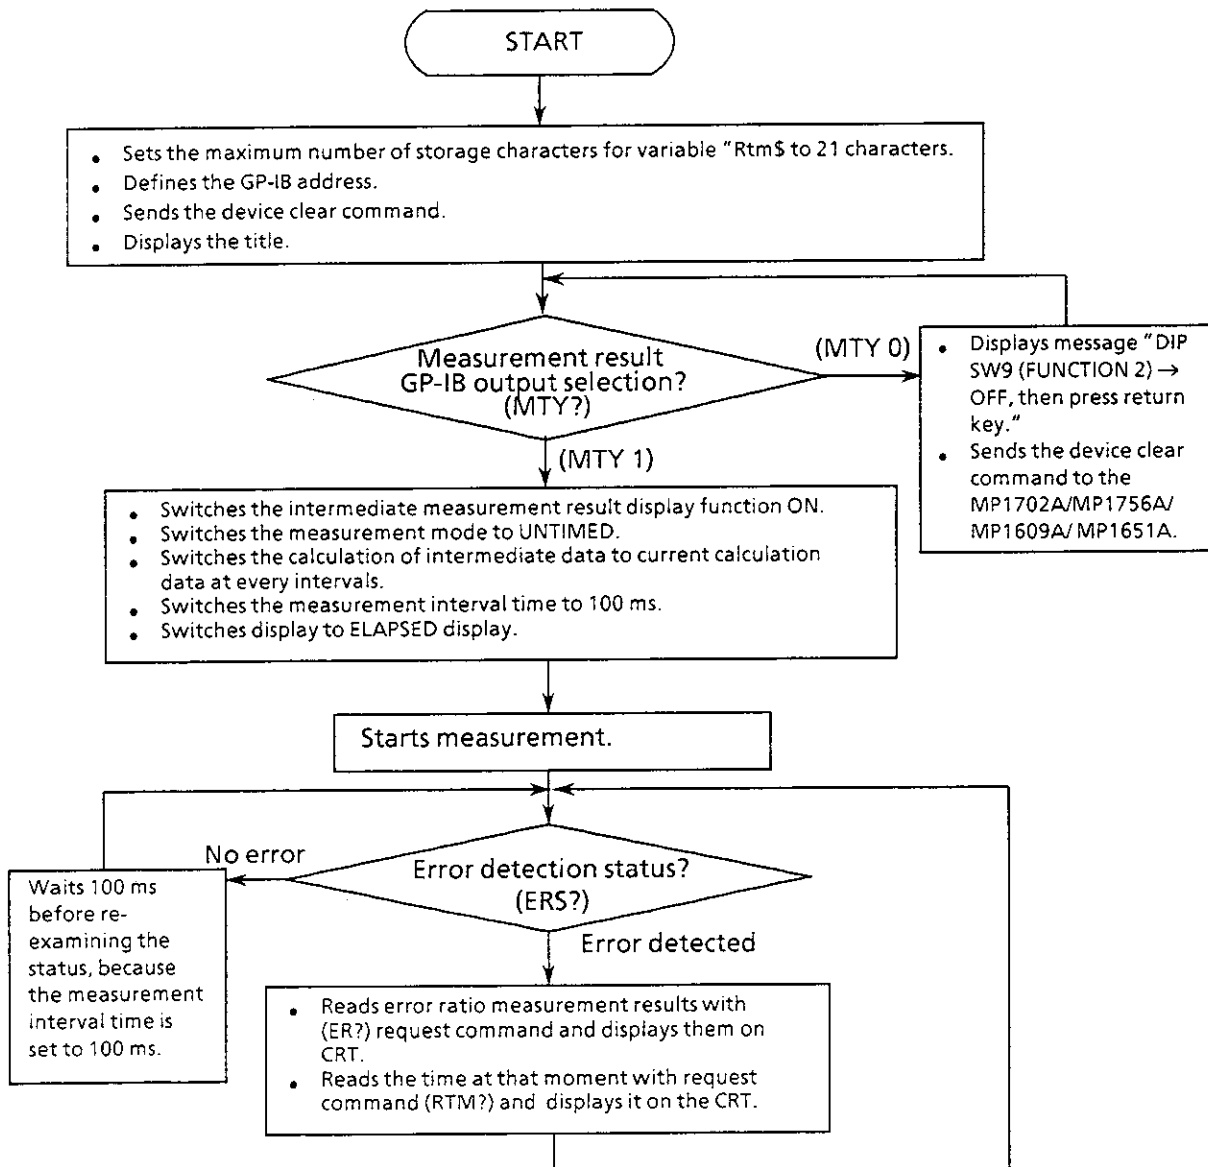 START
• Sets the maximum number of storage characters for variable "Rtm$ to 21 characters.
• Defines the GP-IB address.
• Sends the device clear command.
• Displays the title.
Measurement result
GP-IB output selection?
(MTY?)
(MTY 0)
• Displays message "DIP
SW9 (FUNCTION 2) →
OFF, then press return
key."
• Sends the device clear
command to the
MP1702A/MP1756A/
MP1609A/MP1651A.
(MTY 1)
• Switches the intermediate measurement result display function ON.
• Switches the measurement mode to UNTIMED.
• Switches the calculation of intermediate data to current calculation
data at every intervals.
• Switches the measurement interval time to 100 ms.
• Switches display to ELAPSED display.
Starts measurement.
Error detection status?
(ERS?)
No error
Waits 100 ms
before re-
examining the
status, because
the measurement
interval time is
set to 100 ms.
Error detected
• Reads error ratio measurement results with
(ER?) request command and displays them on
CRT.
• Reads the time at that moment with request
command (RTM?) and displays it on the CRT.